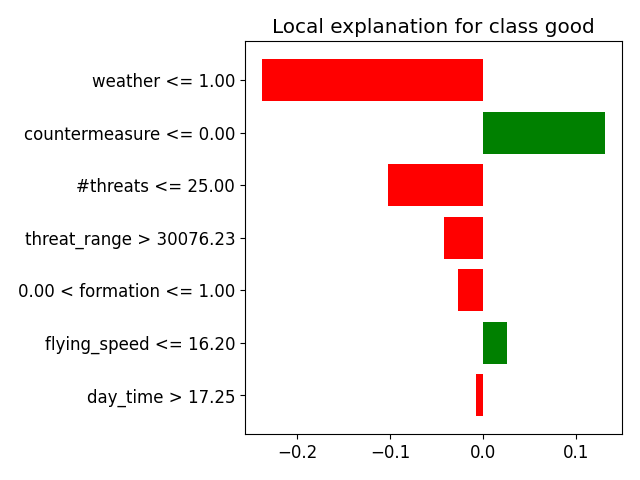 Local explanation for class good
weather <= 1.00
countermeasure <= 0.00
#threats <= 25.00
threat_range > 30076.23
0.00 < formation <= 1.00
flying_speed <= 16.20
day_time > 17.25
−0.2 −0.1 0.0 0.1